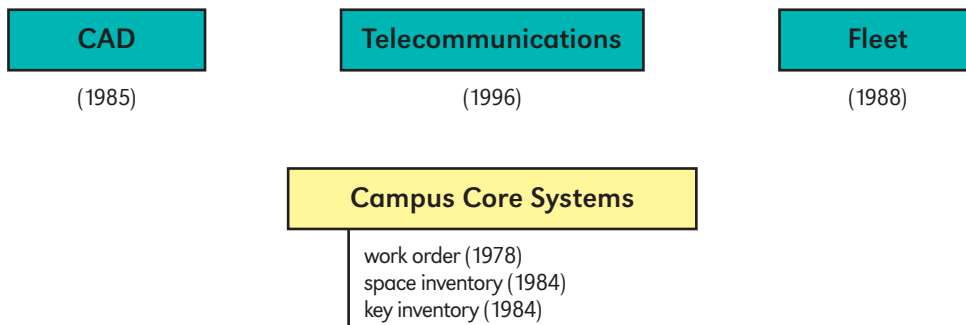 CAD Telecommunications Fleet
(1985) (1996) (1988)
Campus Core Systems
work order (1978)
space inventory (1984)
key inventory (1984)